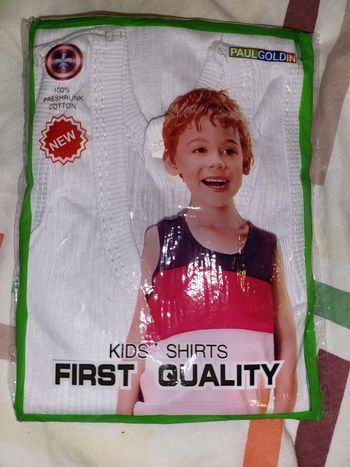 PAULGOLDIN
100%
PRESHRUNK
COTTON
NEW
KIDS' SHIRTS
FIRST QUALITY